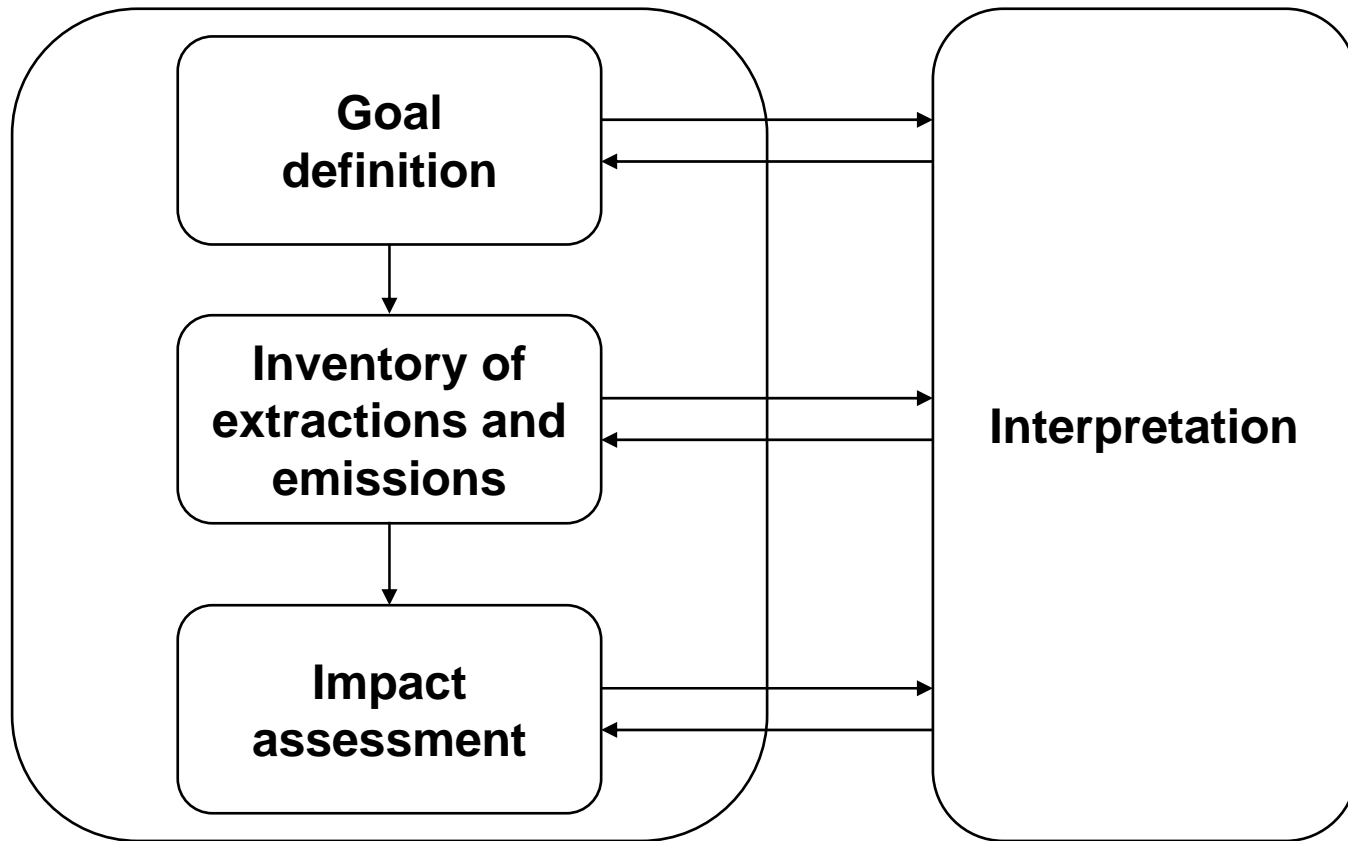 Goal
definition
Inventory of
extractions and
emissions
Impact
assessment
Interpretation